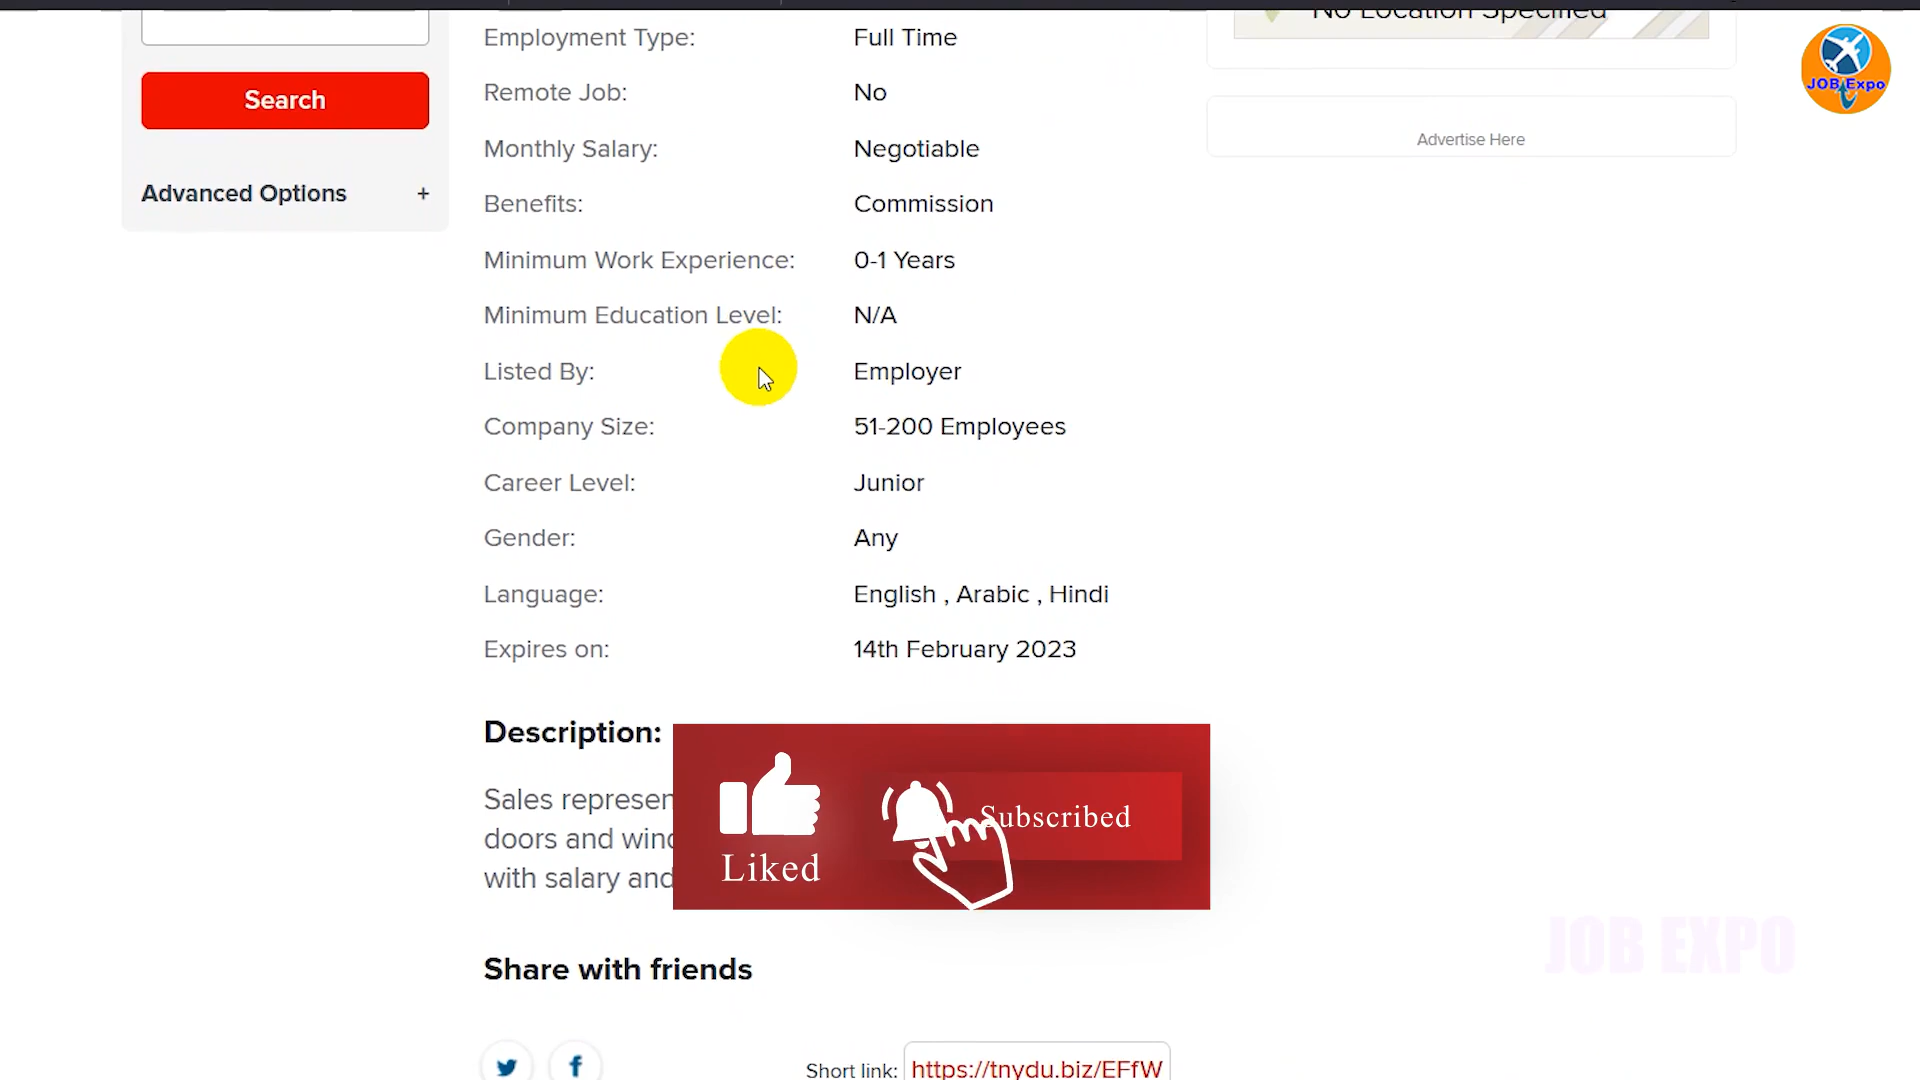 No Location Specified
Employment Type: Full Time
JOB Expo
Search
Remote Job: No
Advertise Here
Monthly Salary: Negotiable
Advanced Options +
Benefits: Commission
Minimum Work Experience: 0-1 Years
Minimum Education Level: N/A
Listed By: Employer
Company Size: 51-200 Employees
Career Level: Junior
Gender: Any
Language: English , Arabic , Hindi
Expires on: 14th February 2023
Description:
Sales
doors and
with salary and
Liked
Subscribed
JOB EXPO
Share with friends
Short link: https://tnydu.biz/EFfW